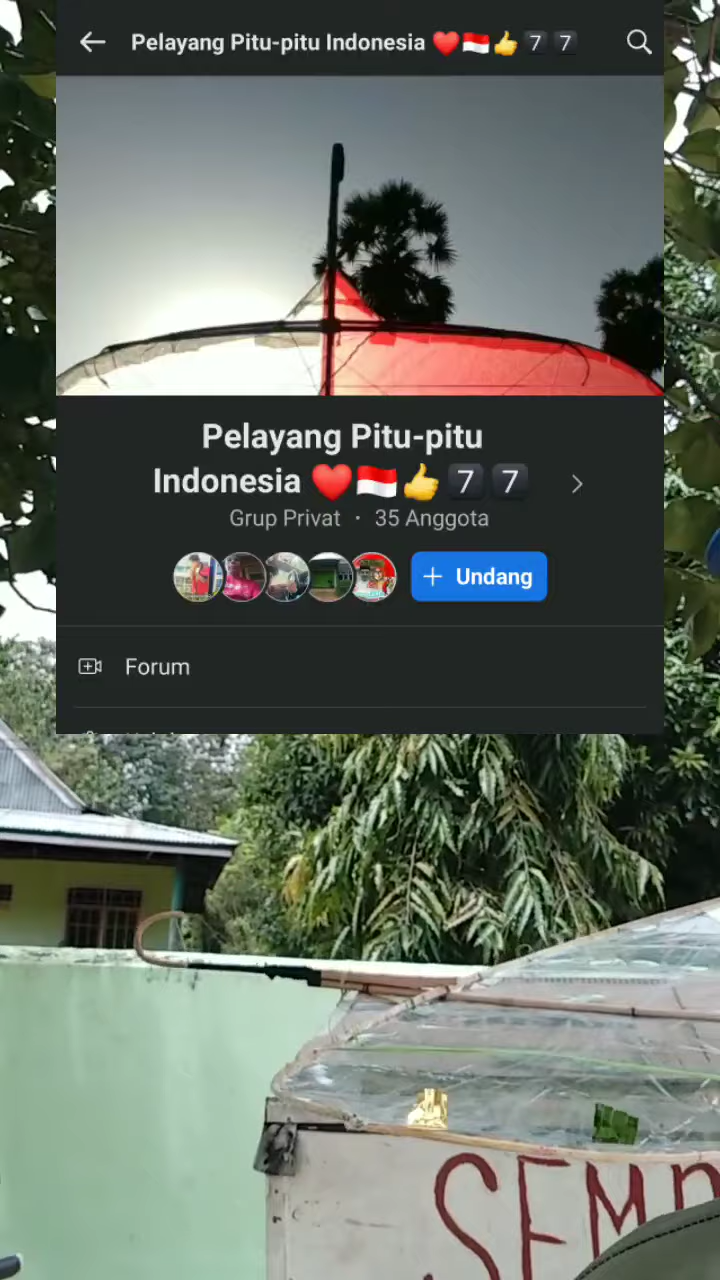 Pelayang Pitu-pitu Indonesia ❤️🇮🇩👍 7 7
Pelayang Pitu-pitu
Indonesia ❤️🇮🇩👍 7 7
Grup Privat · 35 Anggota
+ Undang
Forum